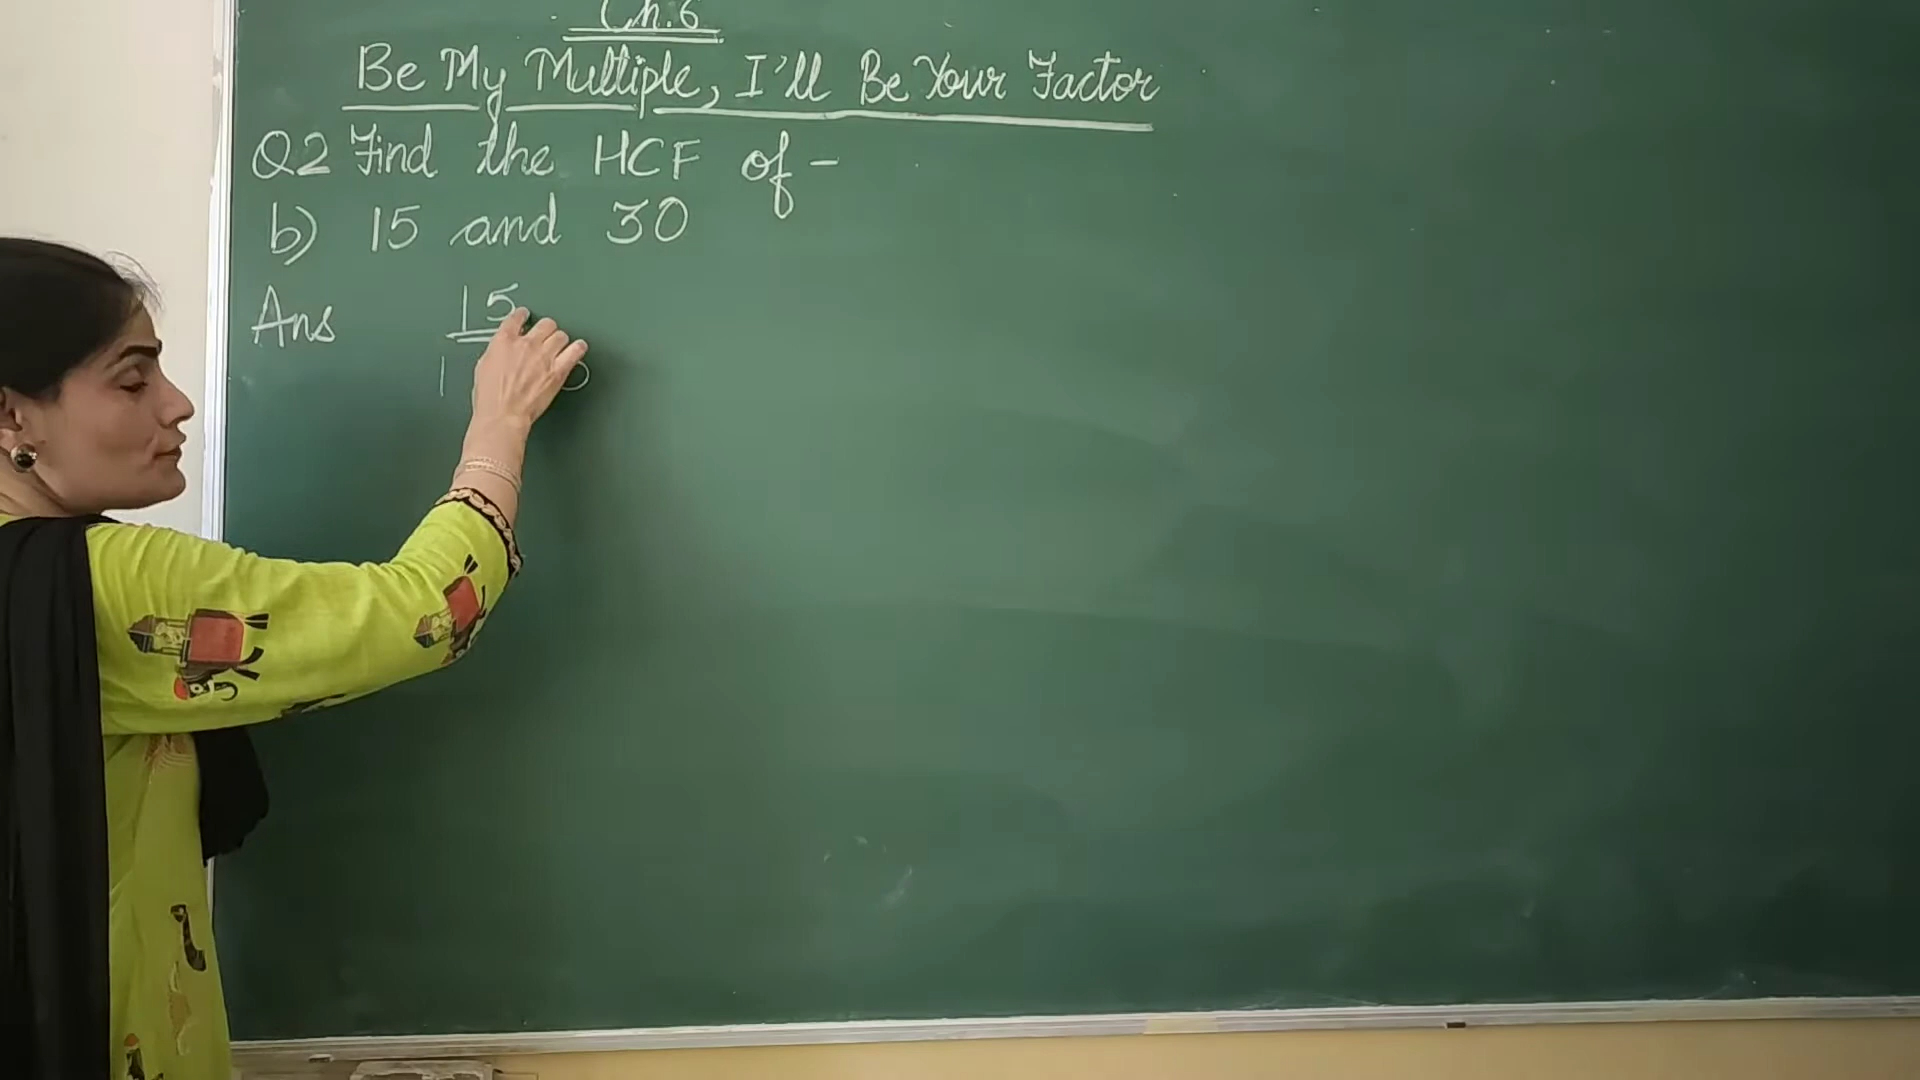 Ch.6
Be My Multiple, I'll Be Your Factor
Q2 Find the HCF of -
b) 15 and 30
Ans 15
1